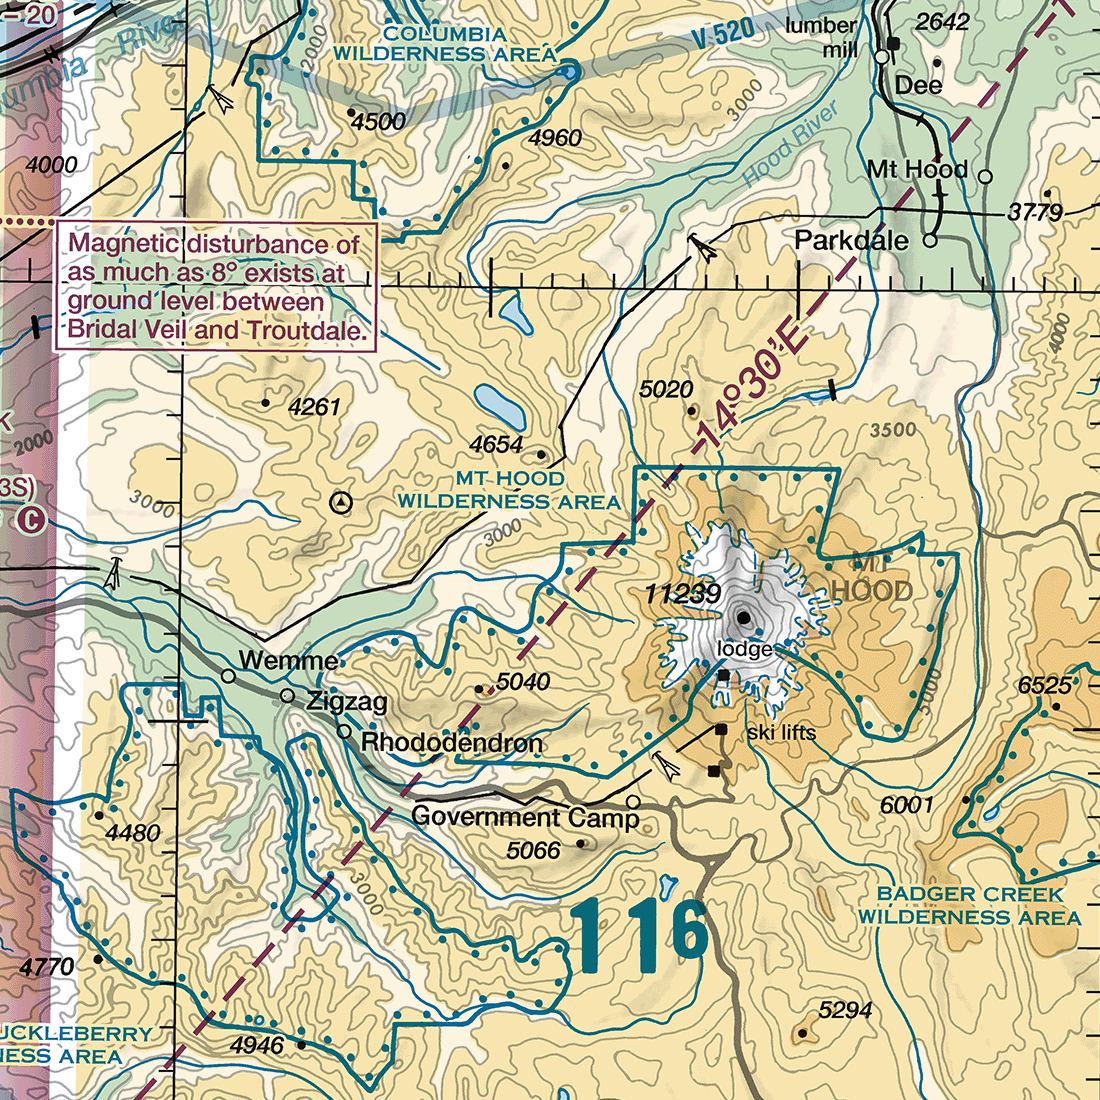 – 20
River
umbia
2000
COLUMBIA
WILDERNESS AREA
V 520
lumber
mill
2642
Dee
4500
4960
3000
Hood River
4000
Mt Hood
3779
Parkdale
Magnetic disturbance of
as much as 8° exists at
ground level between
Bridal Veil and Troutdale.
4000
14°30'E
5020
4261
4654
3500
K
2000
MT HOOD
WILDERNESS AREA
3S)
3000
C
3000
MT
HOOD
11239
lodge
Wemme
5040
Zigzag
6525
Rhododendron
ski lifts
Government Camp
6001
4480
5066
3000
BADGER CREEK
WILDERNESS AREA
116
4770
5294
UCKLEBERRY
NESS AREA
4946